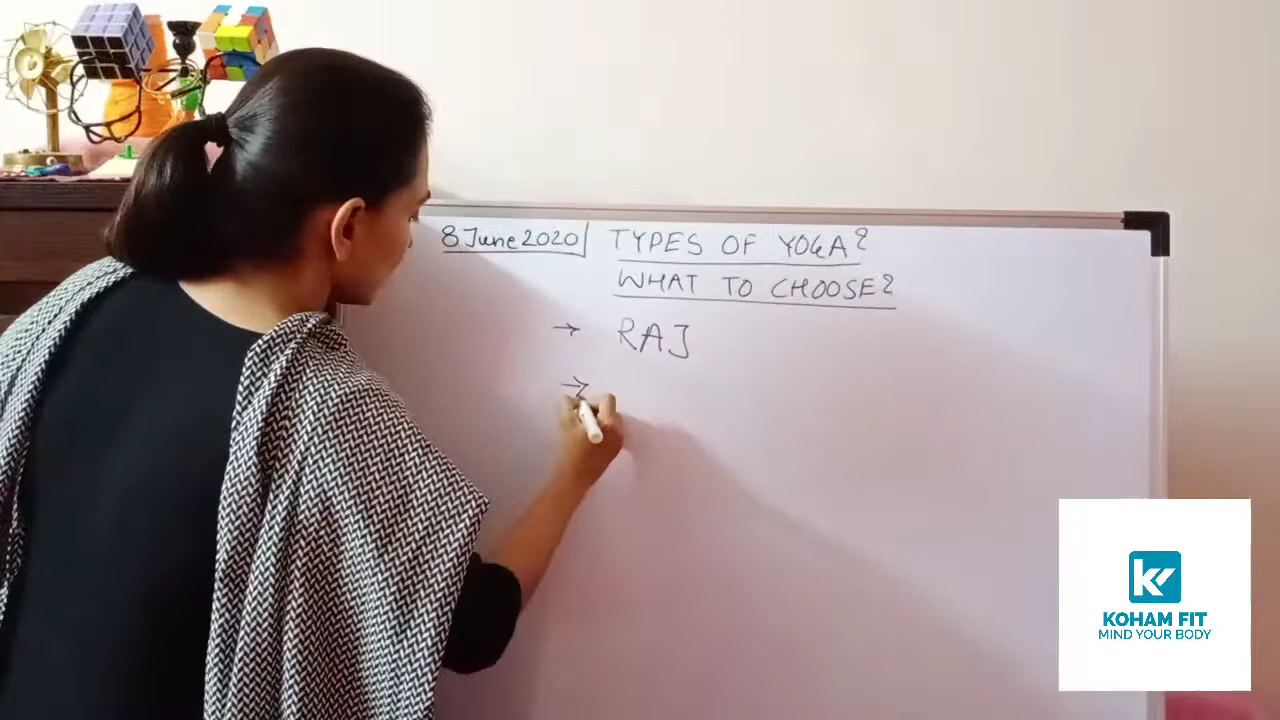 8 June 2020
TYPES OF YOGA?
WHAT TO CHOOSE?
→ RAJ
→
KOHAM FIT
MIND YOUR BODY